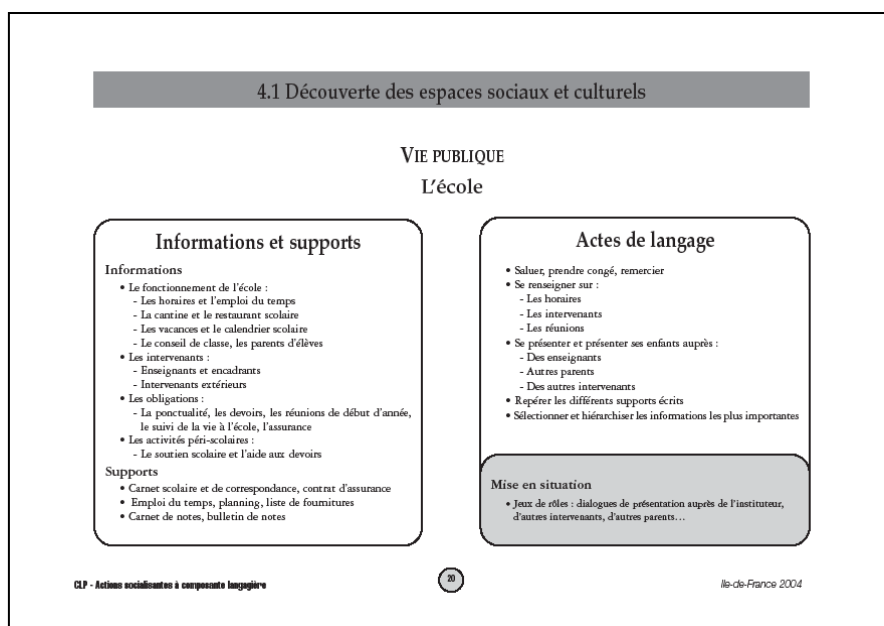 4.1 Découverte des espaces sociaux et culturels
VIE PUBLIQUE
L'école
Informations et supports
Informations
• Le fonctionnement de l'école :
- Les horaires et l'emploi du temps
- La cantine et le restaurant scolaire
- Les vacances et le calendrier scolaire
- Le conseil de classe, les parents d'élèves
• Les intervenants :
- Enseignants et encadrants
- Intervenants extérieurs
• Les obligations :
- La ponctualité, les devoirs, les réunions de début d'année,
le suivi de la vie à l'école, l'assurance
• Les activités péri-scolaires :
- Le soutien scolaire et l'aide aux devoirs
Supports
• Carnet scolaire et de correspondance, contrat d'assurance
• Emploi du temps, planning, liste de fournitures
• Carnet de notes, bulletin de notes
Actes de langage
• Saluer, prendre congé, remercier
• Se renseigner sur :
- Les horaires
- Les intervenants
- Les réunions
• Se présenter et présenter ses enfants auprès :
- Des enseignants
- Autres parents
- Des autres intervenants
• Repérer les différents supports écrits
• Sélectionner et hiérarchiser les informations les plus importantes
Mise en situation
• Jeux de rôles : dialogues de présentation auprès de l'instituteur,
d'autres intervenants, d'autres parents…
CLP - Actions socialisantes à composante langagière
20
Ile-de-France 2004